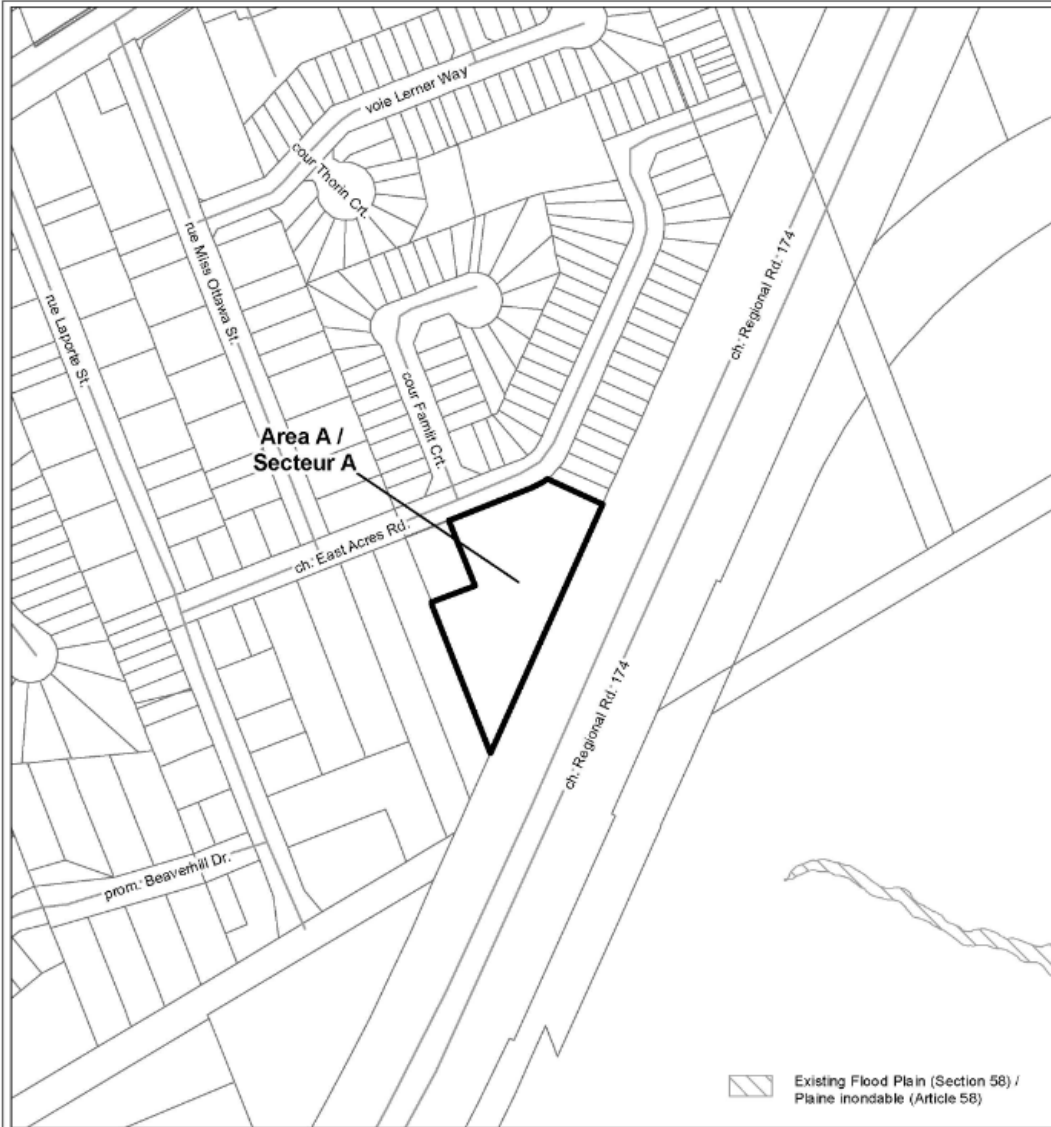 voie Lerner Way
cour Thorin Crt.
rue Miss Ottawa St.
rue Laporte St.
ch. Regional Rd. 174
cour Famlit Crt.
Area A /
Secteur A
ch. East Acres Rd.
ch. Regional Rd. 174
prom. Beaverhill Dr.
Existing Flood Plain (Section 58) /
Plaine inondable (Article 58)